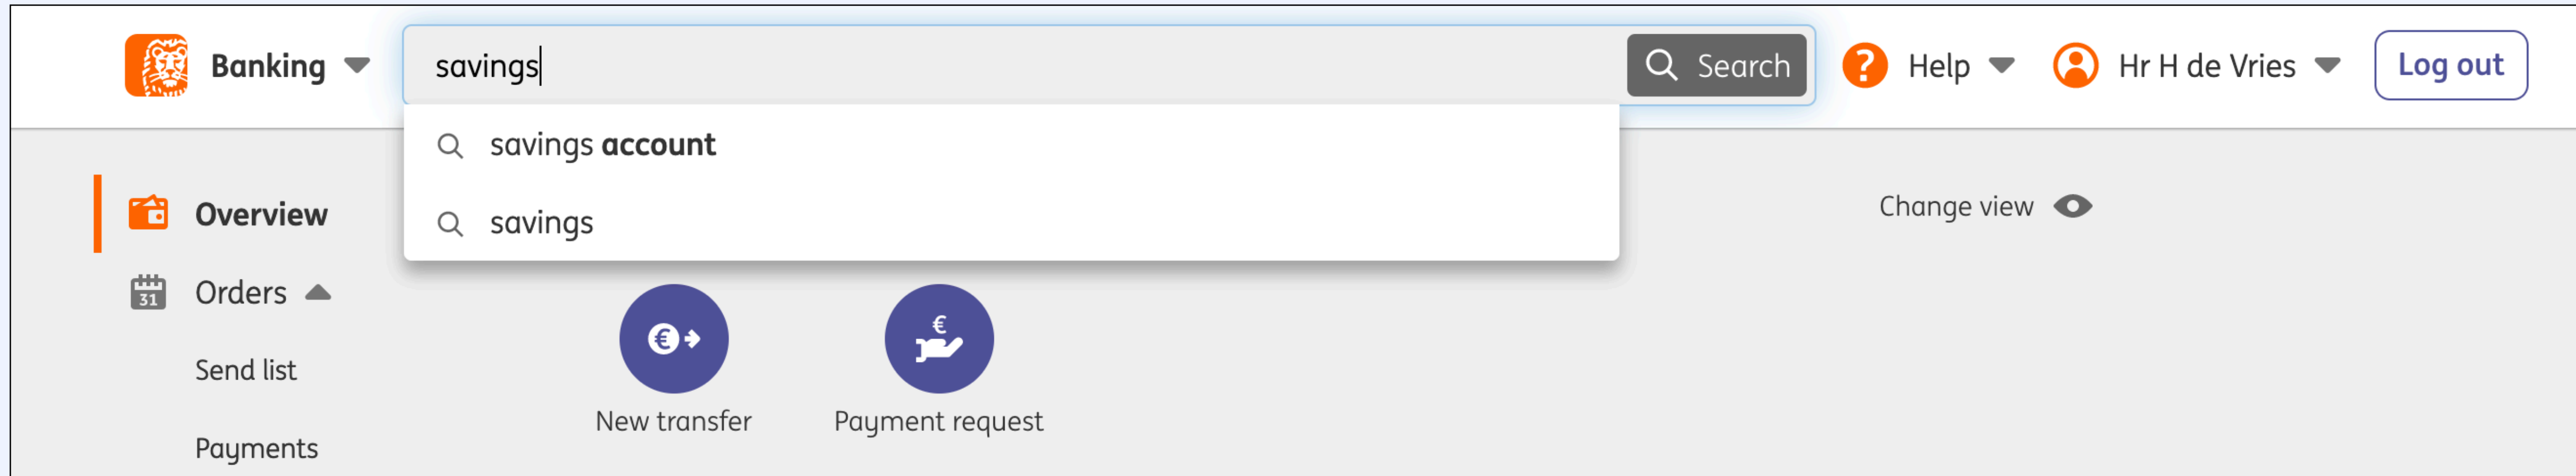 Banking
savings
Search
Help
Hr H de Vries
Log out
savings account
savings
Change view
Overview
31
Orders
Send list
Payments
€
New transfer
€
Payment request